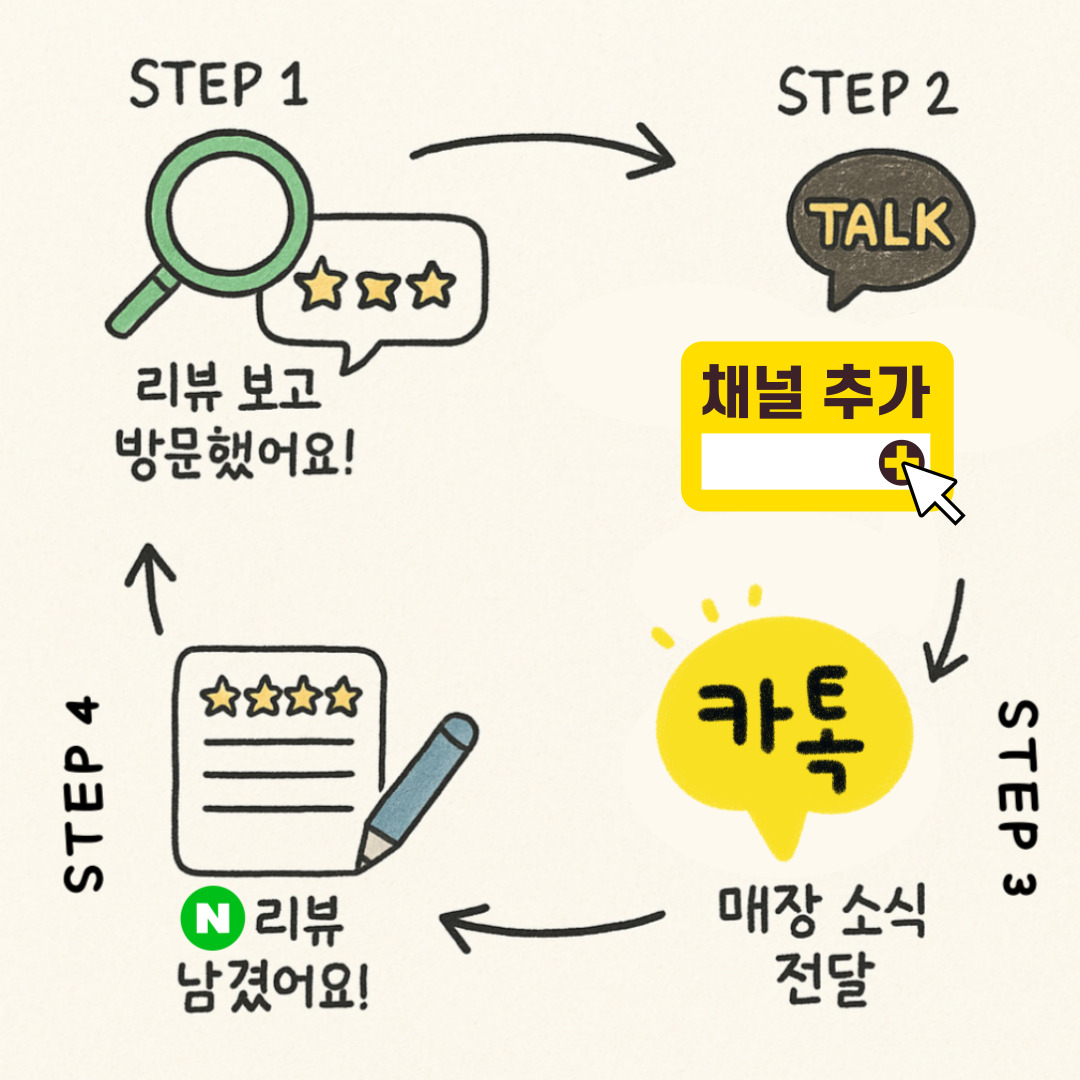 STEP 1
리뷰 보고
방문했어요!
STEP 2
TALK
채널 추가
STEP 3
카톡
매장 소식
전달
STEP 4
N 리뷰
남겼어요!